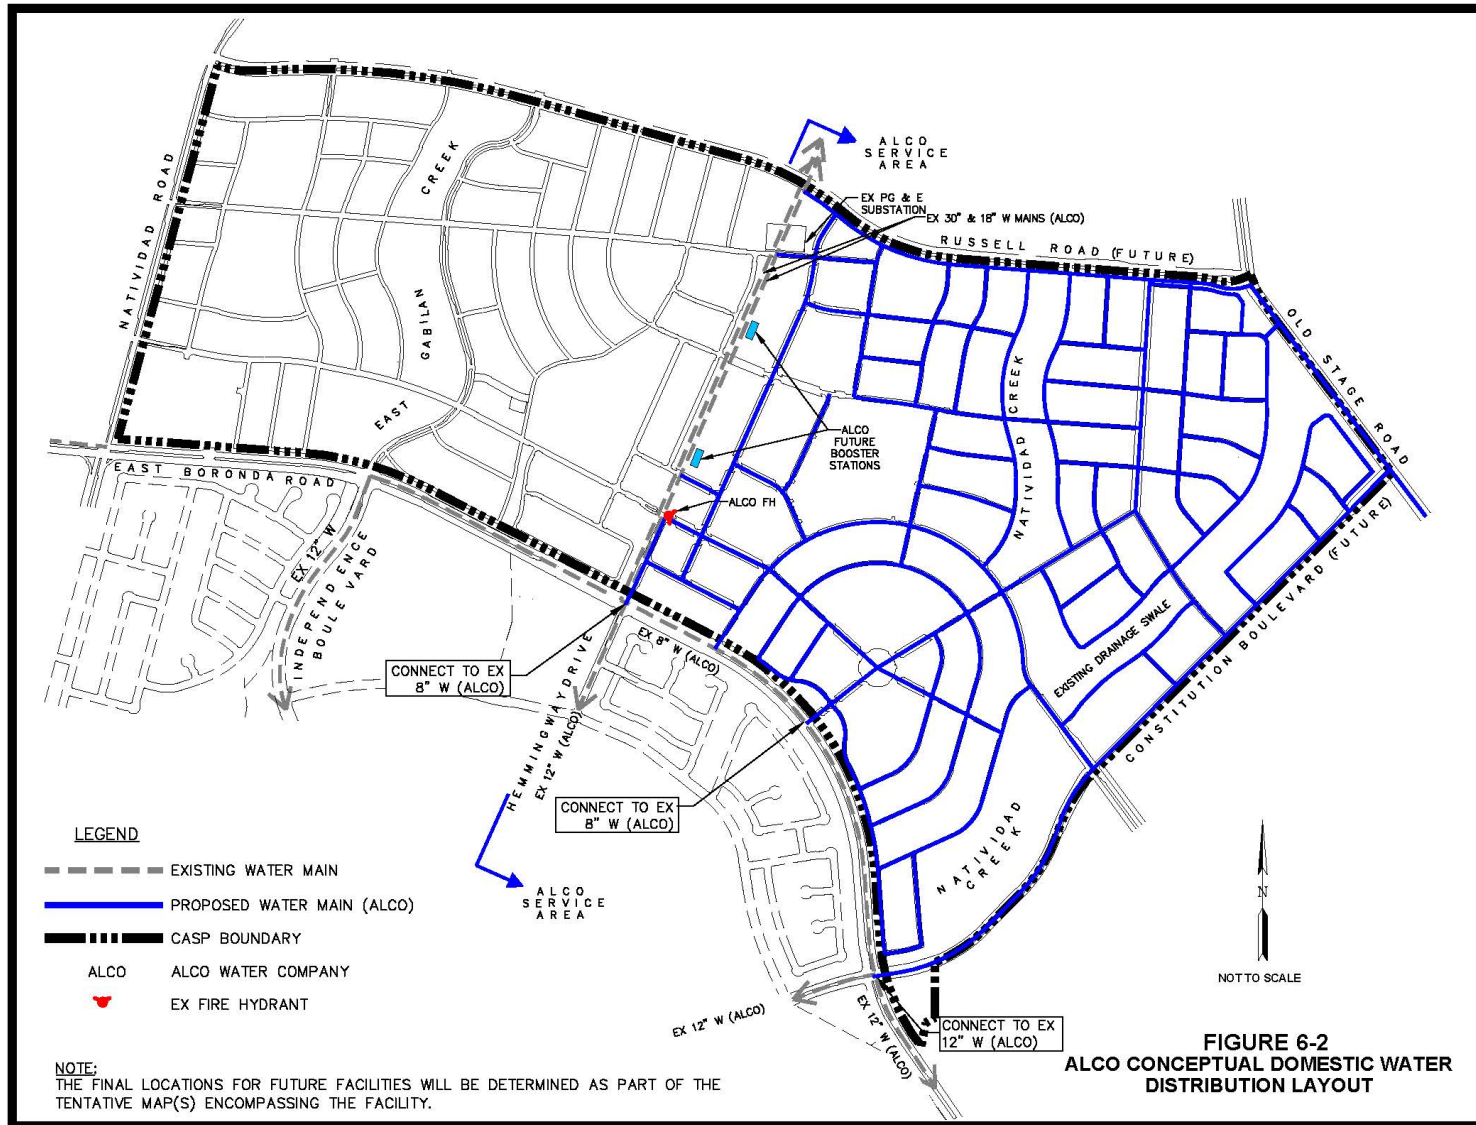 ALCO
SERVICE
AREA
EX PG & E
SUBSTATION
EX 30" & 18" W MAINS (ALCO)
RUSSELL ROAD (FUTURE)
OLD STAGE ROAD
NATIVIDAD ROAD
CREEK
GABILAN
EAST
NATIVIDAD CREEK
ALCO
FUTURE
BOOSTER
STATIONS
ALCO FH
EAST BORONDA ROAD
EX 12" W
INDEPENDENCE
BOULEVARD
CONNECT TO EX
8" W (ALCO)
EX 8" W (ALCO)
HEMMINGWAY DRIVE
EX 12" W (ALCO)
EXISTING DRAINAGE SWALE
CONSTITUTION BOULEVARD (FUTURE)
CONNECT TO EX
8" W (ALCO)
NATIVIDAD
CREEK
ALCO
SERVICE
AREA
LEGEND
EXISTING WATER MAIN
PROPOSED WATER MAIN (ALCO)
CASP BOUNDARY
ALCO ALCO WATER COMPANY
EX FIRE HYDRANT
N
NOT TO SCALE
EX 12" W (ALCO)
EX 12" W (ALCO)
CONNECT TO EX
12" W (ALCO)
NOTE:
THE FINAL LOCATIONS FOR FUTURE FACILITIES WILL BE DETERMINED AS PART OF THE
TENTATIVE MAP(S) ENCOMPASSING THE FACILITY.
FIGURE 6-2
ALCO CONCEPTUAL DOMESTIC WATER
DISTRIBUTION LAYOUT